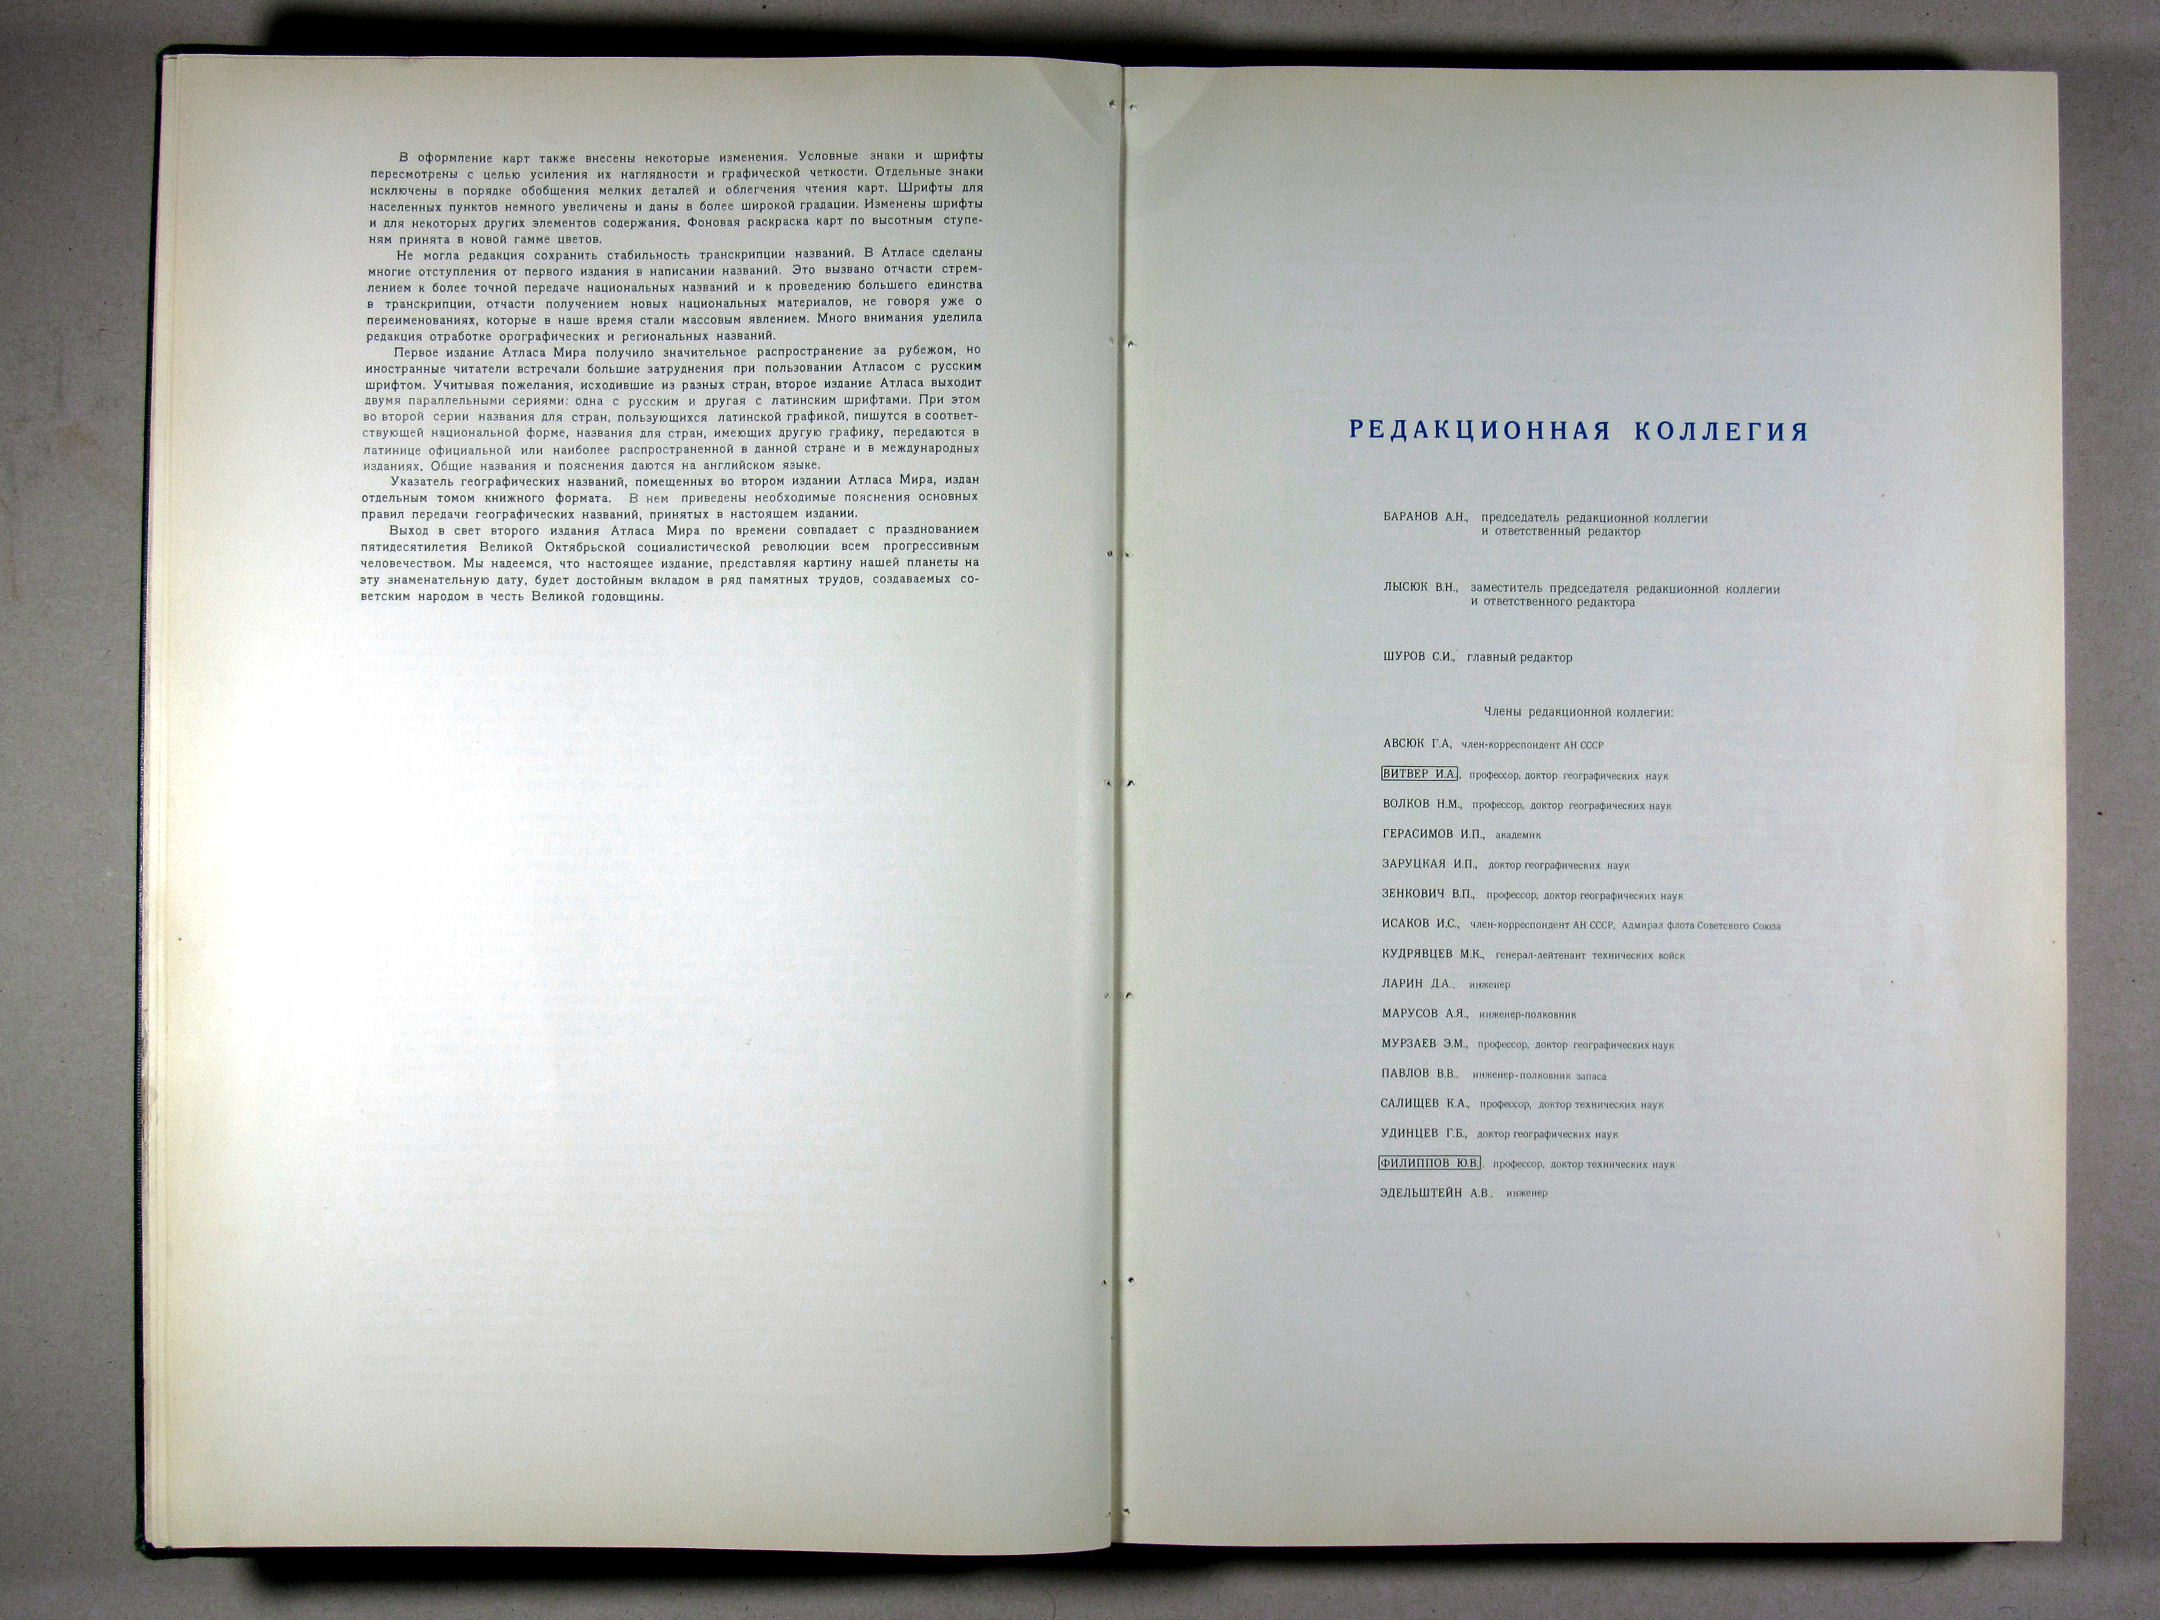 В оформление карт также внесены некоторые изменения. Условные знаки и шрифты
пересмотрены с целью усиления их наглядности и графической четкости. Отдельные знаки
исключены в порядке обобщения мелких деталей и облегчения чтения карт. Шрифты для
населенных пунктов немного увеличены и даны в более широкой градации. Изменены шрифты
и для некоторых других элементов содержания. Фоновая раскраска карт по высотным ступе-
ням принята в новой гамме цветов.
Не могла редакция сохранить стабильность транскрипции названий. В Атласе сделаны
многие отступления от первого издания в написании названий. Это вызвано отчасти стрем-
лением к более точной передаче национальных названий и к проведению большего единства
в транскрипции, отчасти получением новых национальных материалов, не говоря уже о
переименованиях, которые в наше время стали массовым явлением. Много внимания уделила
редакция отработке орографических и региональных названий.
Первое издание Атласа Мира получило значительное распространение за рубежом, но
иностранные читатели встречали большие затруднения при пользовании Атласом с русским
шрифтом. Учитывая пожелания, исходившие из разных стран, второе издание Атласа выходит
двумя параллельными сериями: одна с русским и другая с латинским шрифтами. При этом
во второй серии названия для стран, пользующихся латинской графикой, пишутся в соответ-
ствующей национальной форме, названия для стран, имеющих другую графику, передаются в
латинице официальной или наиболее распространенной в данной стране и в международных
изданиях. Общие названия и пояснения даются на английском языке.
Указатель географических названий, помещенных во втором издании Атласа Мира, издан
отдельным томом книжного формата. В нем приведены необходимые пояснения основных
правил передачи географических названий, принятых в настоящем издании.
Выход в свет второго издания Атласа Мира по времени совпадает с празднованием
пятидесятилетия Великой Октябрьской социалистической революции всем прогрессивным
человечеством. Мы надеемся, что настоящее издание, представляя картину нашей планеты на
эту знаменательную дату, будет достойным вкладом в ряд памятных трудов, создаваемых со-
ветским народом в честь Великой годовщины.
РЕДАКЦИОННАЯ КОЛЛЕГИЯ
БАРАНОВ А.Н., председатель редакционной коллегии
и ответственный редактор
ЛЫСЮК В.Н., заместитель председателя редакционной коллегии
и ответственного редактора
ШУРОВ С.И., главный редактор
Члены редакционной коллегии:
АВСЮК Г.А, член-корреспондент АН СССР
ВИТВЕР И.А., профессор, доктор географических наук
ВОЛКОВ Н.М., профессор, доктор географических наук
ГЕРАСИМОВ И.П., академик
ЗАРУЦКАЯ И.П., доктор географических наук
ЗЕНКОВИЧ В.П., профессор, доктор географических наук
ИСАКОВ И.С., член-корреспондент АН СССР, Адмирал флота Советского Союза
КУДРЯВЦЕВ М.К., генерал-лейтенант технических войск
ЛАРИН Д.А., инженер
МАРУСОВ А.Я., инженер-полковник
МУРЗАЕВ Э.М., профессор, доктор географических наук
ПАВЛОВ В.В., инженер-полковник запаса
САЛИЩЕВ К.А., профессор, доктор технических наук
УДИНЦЕВ Г.Б., доктор географических наук
ФИЛИППОВ Ю.В., профессор, доктор технических наук
ЭДЕЛЬШТЕЙН А.В., инженер